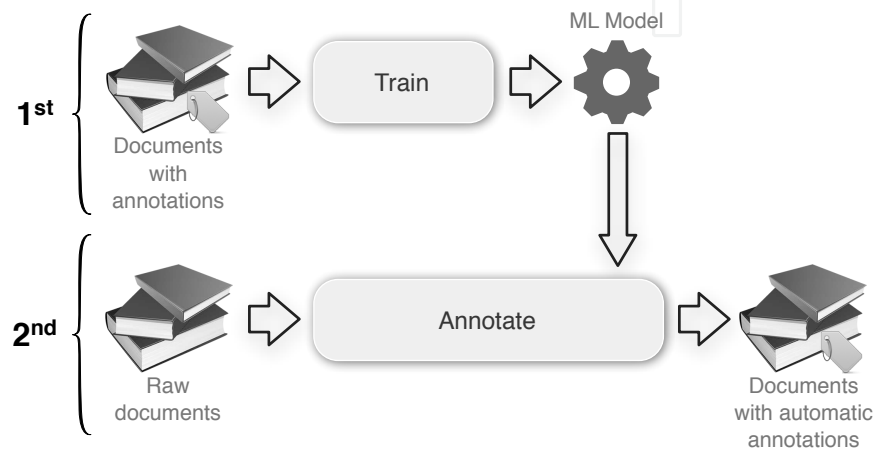 ML Model
Train
1st
Documents
with
annotations
Annotate
2nd
Raw
documents
Documents
with automatic
annotations